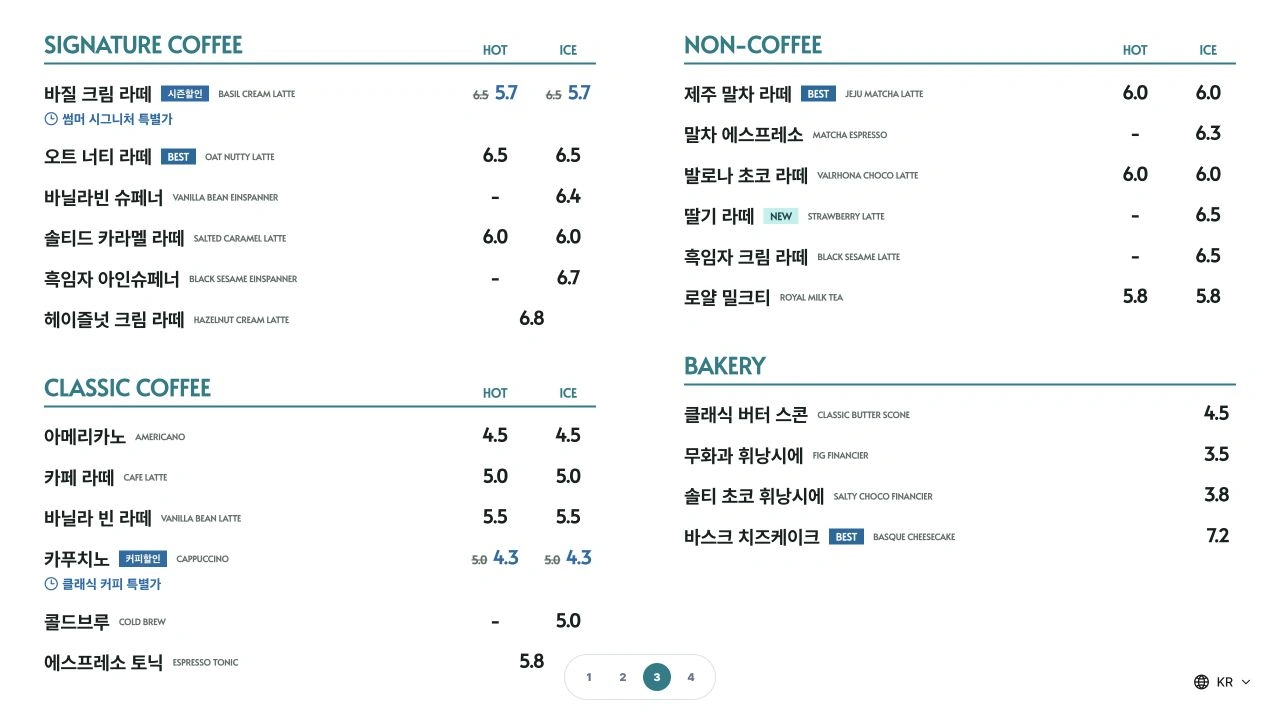 SIGNATURE COFFEE HOT ICE
바질 크림 라떼 시즌할인 BASIL CREAM LATTE 6.5 5.7 6.5 5.7
썸머 시그니처 특별가
오트 너티 라떼 BEST OAT NUTTY LATTE 6.5 6.5
바닐라빈 슈페너 VANILLA BEAN EINSPANNER - 6.4
솔티드 카라멜 라떼 SALTED CARAMEL LATTE 6.0 6.0
흑임자 아인슈페너 BLACK SESAME EINSPANNER - 6.7
헤이즐넛 크림 라떼 HAZELNUT CREAM LATTE 6.8
CLASSIC COFFEE HOT ICE
아메리카노 AMERICANO 4.5 4.5
카페 라떼 CAFE LATTE 5.0 5.0
바닐라 빈 라떼 VANILLA BEAN LATTE 5.5 5.5
카푸치노 커피할인 CAPPUCCINO 5.0 4.3 5.0 4.3
클래식 커피 특별가
콜드브루 COLD BREW - 5.0
에스프레소 토닉 ESPRESSO TONIC 5.8
NON-COFFEE HOT ICE
제주 말차 라떼 BEST JEJU MATCHA LATTE 6.0 6.0
말차 에스프레소 MATCHA ESPRESSO - 6.3
발로나 초코 라떼 VALRHONA CHOCO LATTE 6.0 6.0
딸기 라떼 NEW STRAWBERRY LATTE - 6.5
흑임자 크림 라떼 BLACK SESAME LATTE - 6.5
로얄 밀크티 ROYAL MILK TEA 5.8 5.8
BAKERY
클래식 버터 스콘 CLASSIC BUTTER SCONE 4.5
무화과 휘낭시에 FIG FINANCIER 3.5
솔티 초코 휘낭시에 SALTY CHOCO FINANCIER 3.8
바스크 치즈케이크 BEST BASQUE CHEESECAKE 7.2
1 2 3 4
KR